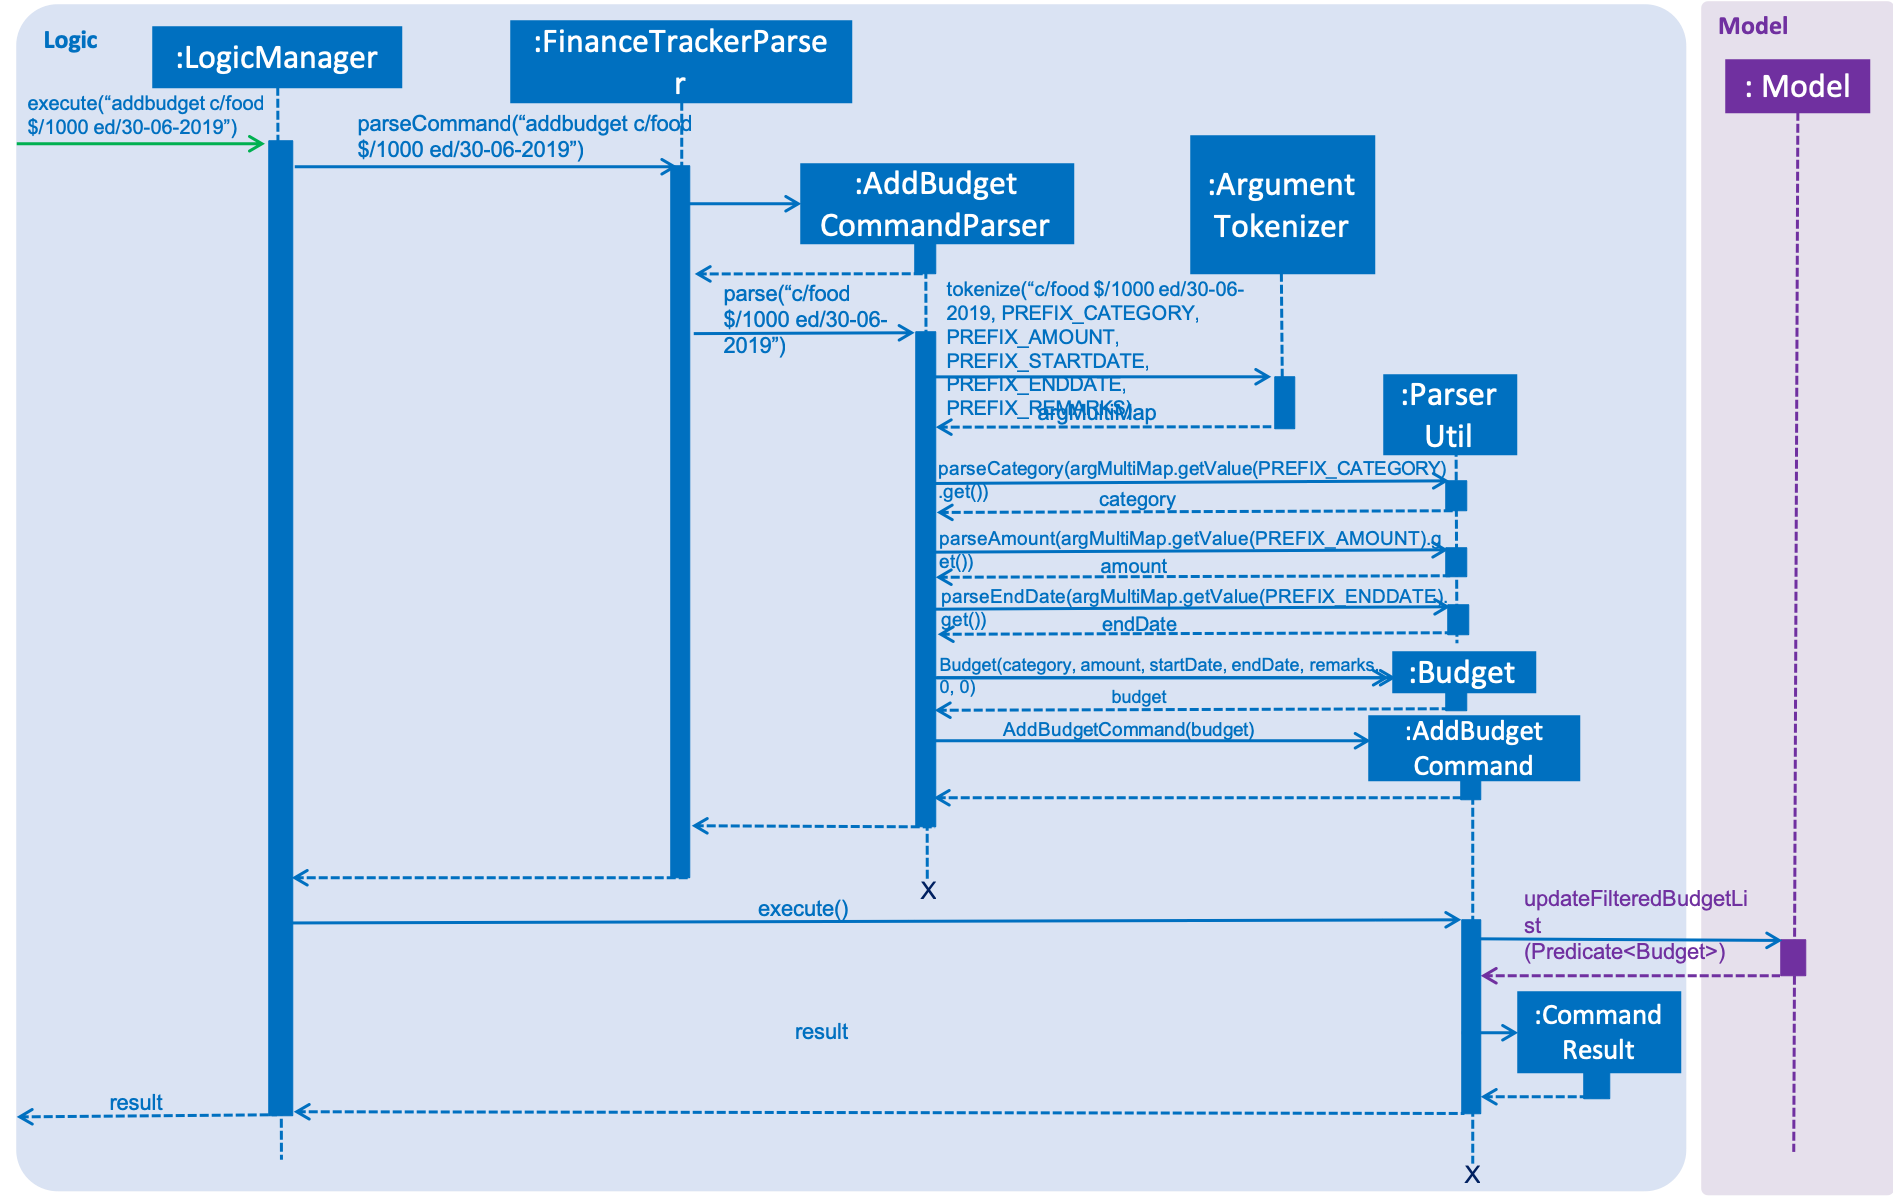 Logic
Model
:LogicManager
:FinanceTrackerParse
r
: Model
execute(“addbudget c/food
$/1000 ed/30-06-2019”)
parseCommand(“addbudget c/food
$/1000 ed/30-06-2019”)
:AddBudget
CommandParser
:Argument
Tokenizer
parse(“c/food
$/1000 ed/30-06-
2019”)
tokenize(“c/food $/1000 ed/30-06-
2019, PREFIX_CATEGORY,
PREFIX_AMOUNT,
PREFIX_STARTDATE,
PREFIX_ENDDATE,
PREFIX_REMARKS)
argMultiMap
:Parser
Util
parseCategory(argMultiMap.getValue(PREFIX_CATEGORY)
.get())
category
parseAmount(argMultiMap.getValue(PREFIX_AMOUNT).g
et())
amount
parseEndDate(argMultiMap.getValue(PREFIX_ENDDATE).
get())
endDate
Budget(category, amount, startDate, endDate, remarks,
0, 0)
:Budget
budget
AddBudgetCommand(budget)
:AddBudget
Command
X
execute()
updateFilteredBudgetLi
st
(Predicate<Budget>)
:Command
Result
result
result
X